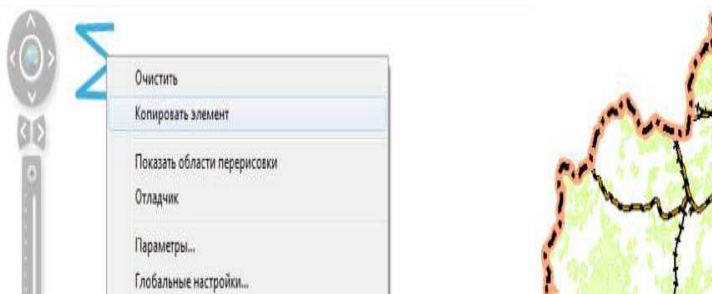 Очистить
Копировать элемент
Показать области перерисовки
Отладчик
Параметры...
Глобальные настройки...